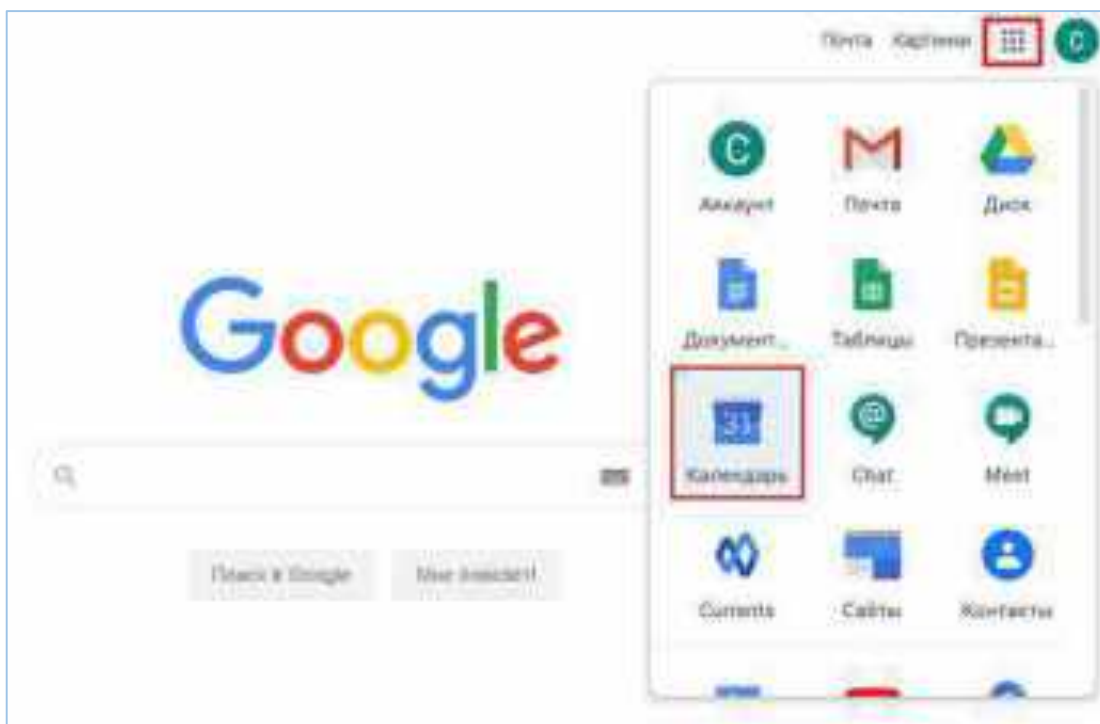 Почта Картинки
C
C
Аккаунт Почта Диск
Документ... Таблицы Презента...
Google
31
Календарь Chat Meet
Currents Сайты Контакты
Поиск в Google Мне повезёт!